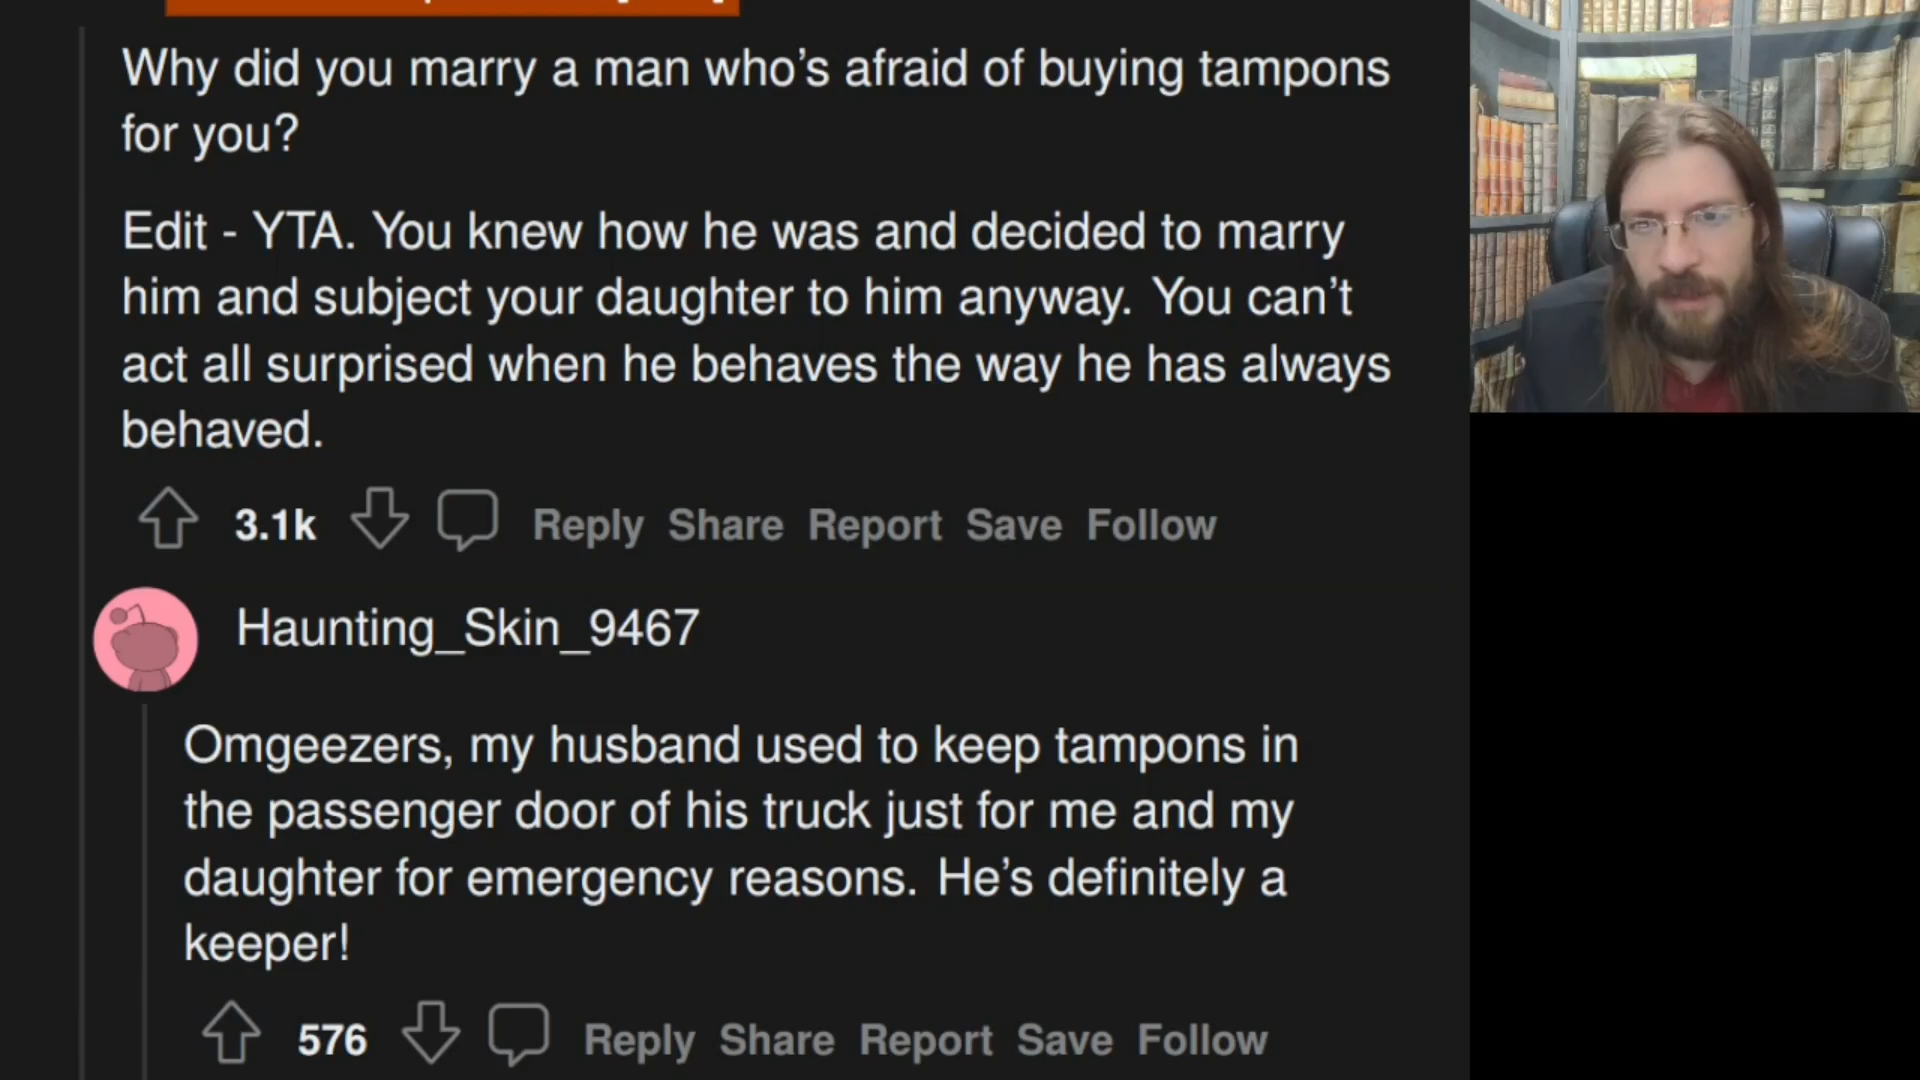 Why did you marry a man who's afraid of buying tampons
for you?
Edit - YTA. You knew how he was and decided to marry
him and subject your daughter to him anyway. You can't
act all surprised when he behaves the way he has always
behaved.
3.1k Reply Share Report Save Follow
Haunting_Skin_9467
Omgeezers, my husband used to keep tampons in
the passenger door of his truck just for me and my
daughter for emergency reasons. He's definitely a
keeper!
576 Reply Share Report Save Follow